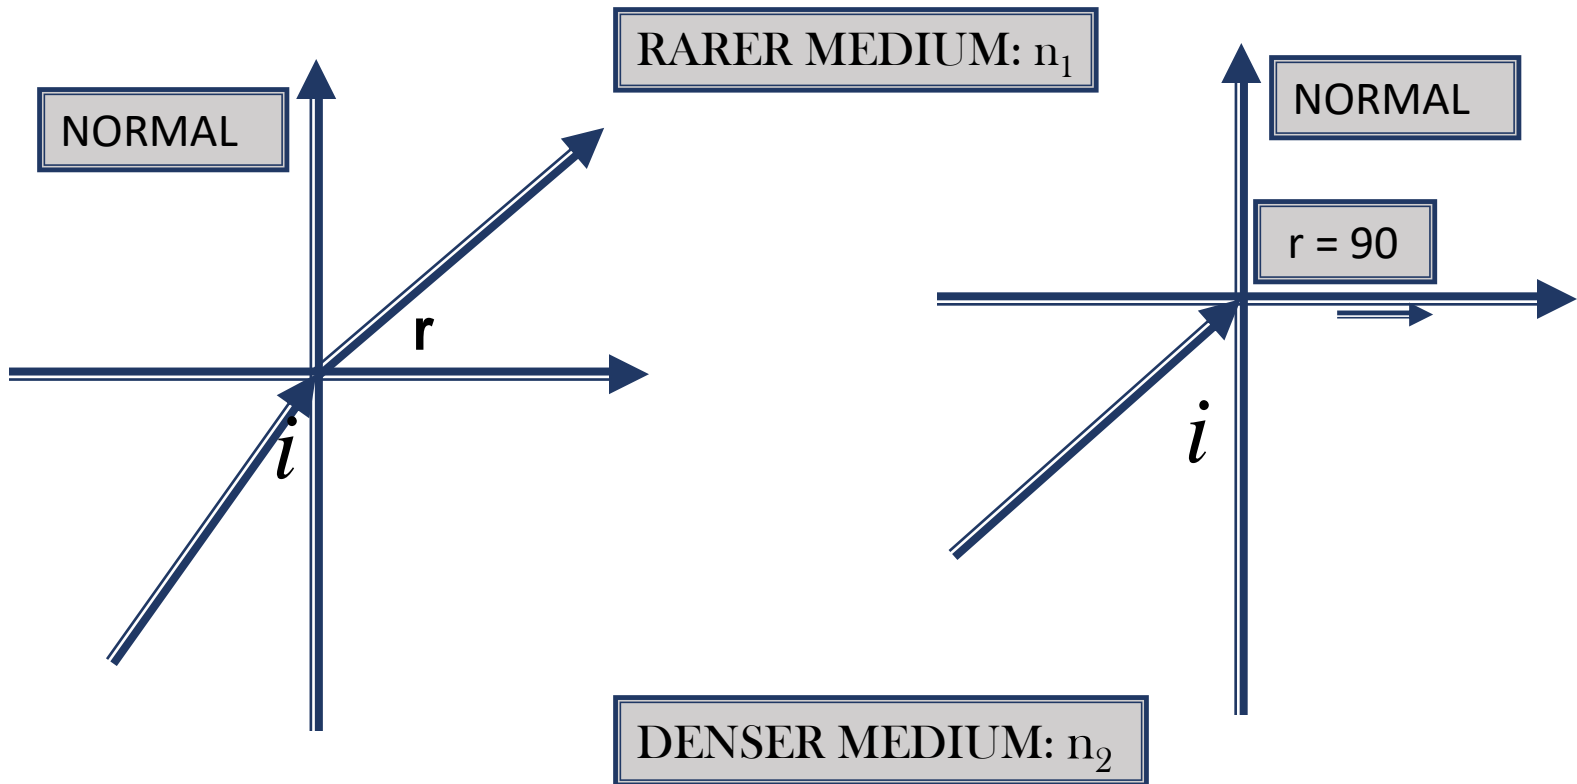 RARER MEDIUM: n₁
NORMAL
NORMAL
r = 90
r
i
i
DENSER MEDIUM: n₂